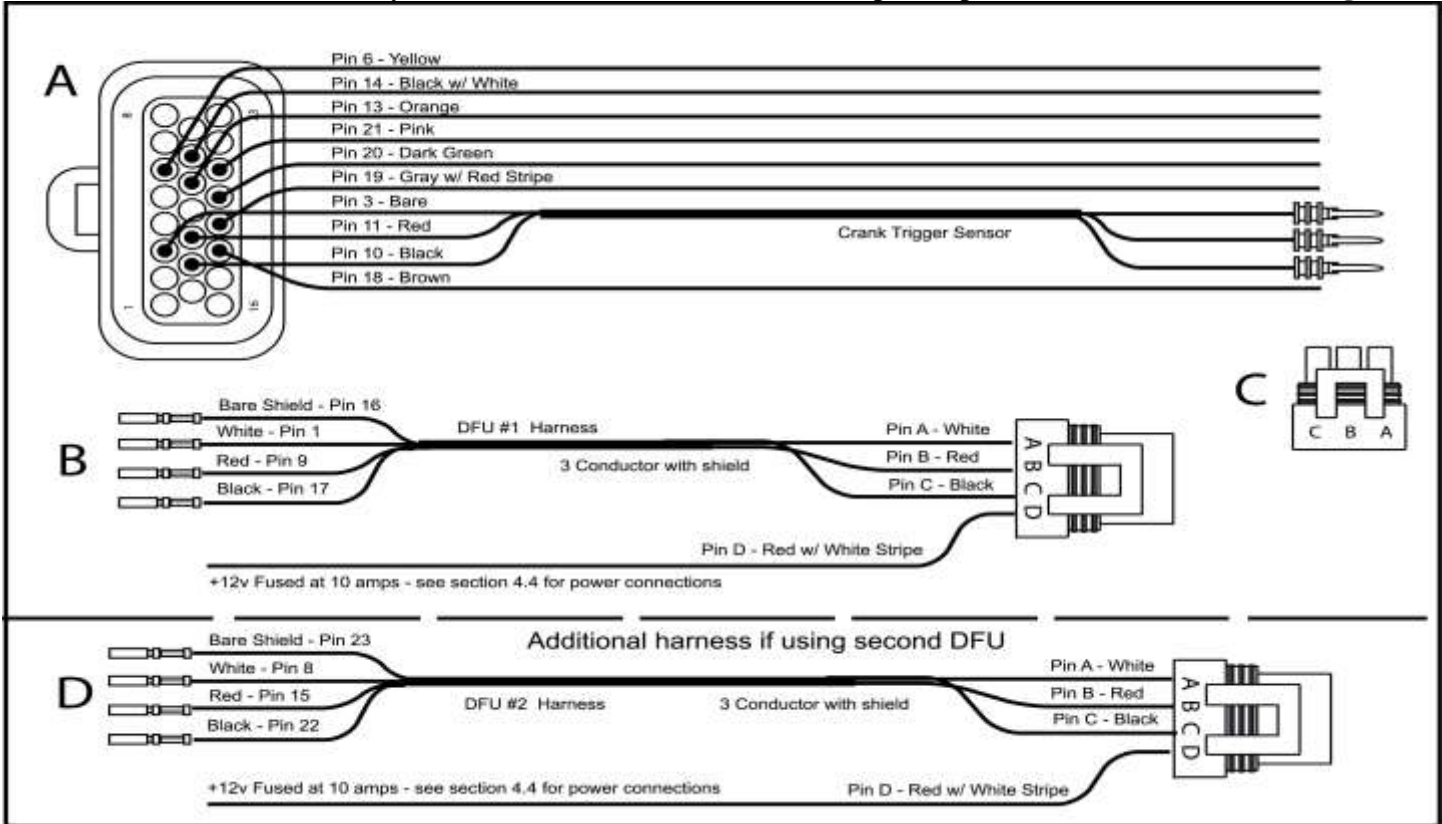 A
8
23
1
16
Pin 6 - Yellow
Pin 14 - Black w/ White
Pin 13 - Orange
Pin 21 - Pink
Pin 20 - Dark Green
Pin 19 - Gray w/ Red Stripe
Pin 3 - Bare
Pin 11 - Red
Pin 10 - Black
Pin 18 - Brown
Crank Trigger Sensor
C
C B A
B
Bare Shield - Pin 16
White - Pin 1
Red - Pin 9
Black - Pin 17
DFU #1 Harness
3 Conductor with shield
Pin A - White
Pin B - Red
Pin C - Black
Pin D - Red w/ White Stripe
A
B
C
D
+12v Fused at 10 amps - see section 4.4 for power connections
Additional harness if using second DFU
D
Bare Shield - Pin 23
White - Pin 8
Red - Pin 15
Black - Pin 22
DFU #2 Harness
3 Conductor with shield
Pin A - White
Pin B - Red
Pin C - Black
Pin D - Red w/ White Stripe
A
B
C
D
+12v Fused at 10 amps - see section 4.4 for power connections